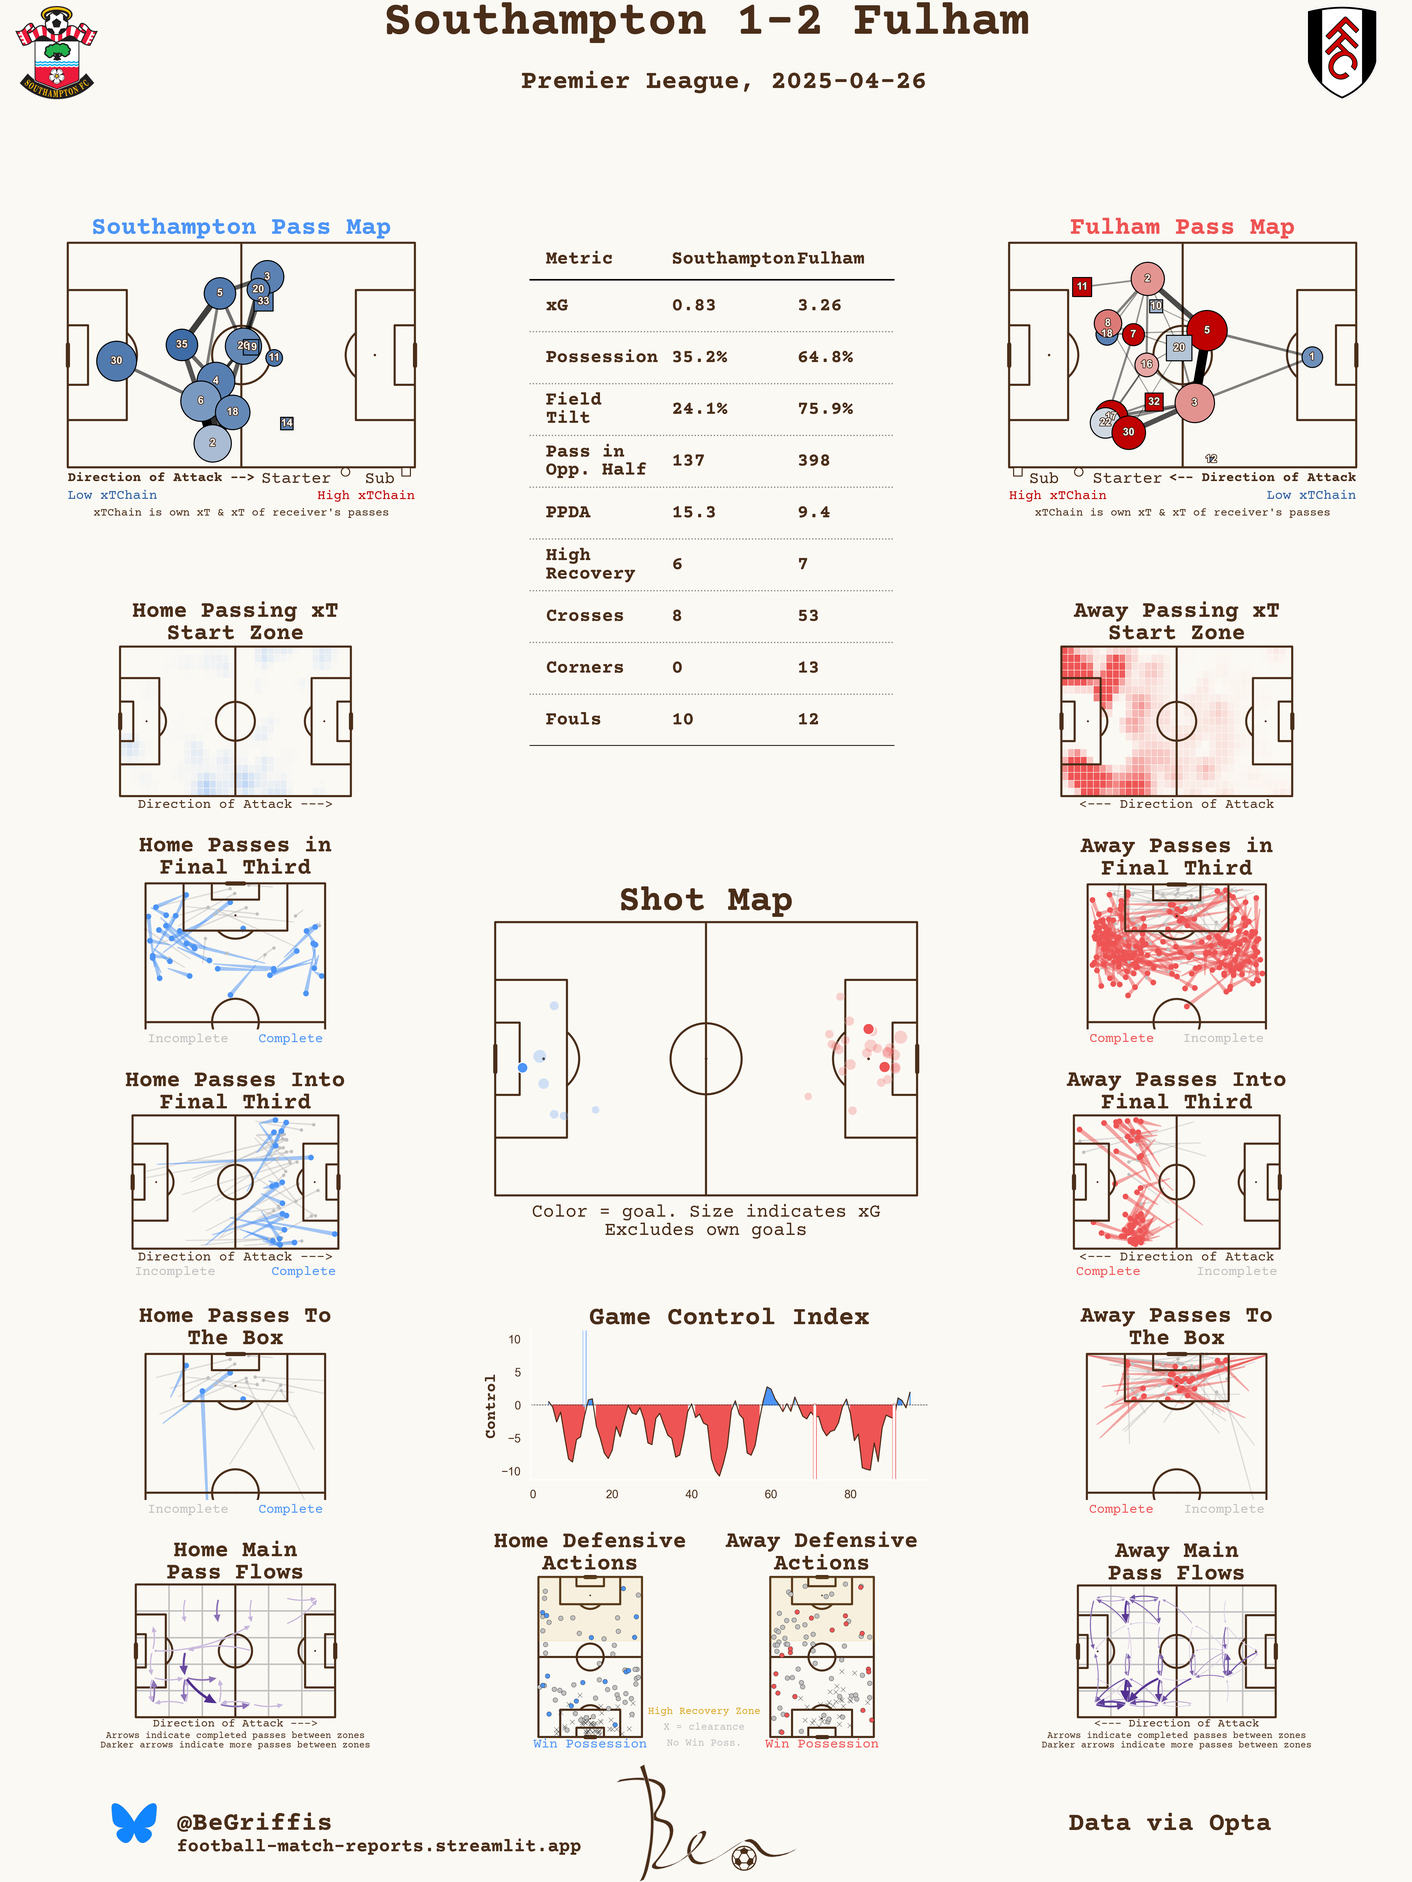 Southampton 1-2 Fulham
Premier League, 2025-04-26
SOUTHAMPTON FC
FFC
Southampton Pass Map
3
5
20
33
35
19
11
30
4
6
18
14
2
Direction of Attack --> Starter Sub
Low xTChain High xTChain
xTChain is own xT & xT of receiver's passes
Metric Southampton Fulham
xG 0.83 3.26
Possession 35.2% 64.8%
Field
Tilt 24.1% 75.9%
Pass in
Opp. Half 137 398
PPDA 15.3 9.4
High
Recovery 6 7
Crosses 8 53
Corners 0 13
Fouls 10 12
Fulham Pass Map
2
11
10
8
18
7
5
20
1
16
32
3
17
22
30
12
Sub Starter <-- Direction of Attack
High xTChain Low xTChain
xTChain is own xT & xT of receiver's passes
Home Passing xT
Start Zone
Direction of Attack --->
Away Passing xT
Start Zone
<--- Direction of Attack
Home Passes in
Final Third
Incomplete Complete
Away Passes in
Final Third
Complete Incomplete
Shot Map
Color = goal. Size indicates xG
Excludes own goals
Home Passes Into
Final Third
Direction of Attack --->
Incomplete Complete
Away Passes Into
Final Third
<--- Direction of Attack
Complete Incomplete
Home Passes To
The Box
Incomplete Complete
Game Control Index
Control
10
5
0
−5
−10
0 20 40 60 80
Away Passes To
The Box
Complete Incomplete
Home Main
Pass Flows
Direction of Attack --->
Arrows indicate completed passes between zones
Darker arrows indicate more passes between zones
Home Defensive
Actions
Win Possession
High Recovery Zone
X = clearance
No Win Poss.
Away Defensive
Actions
Win Possession
Away Main
Pass Flows
<--- Direction of Attack
Arrows indicate completed passes between zones
Darker arrows indicate more passes between zones
@BeGriffis
football-match-reports.streamlit.app
Ben
Data via Opta